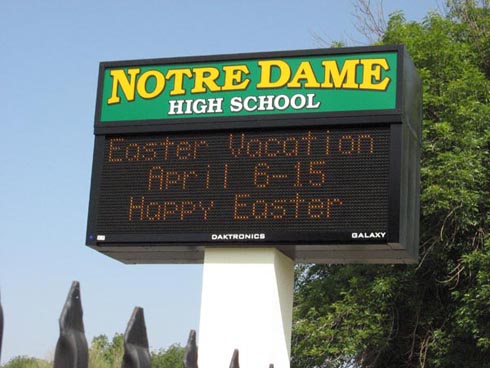 NOTRE DAME
HIGH SCHOOL
Easter Vacation
April 6-15
Happy Easter
DAKTRONICS GALAXY